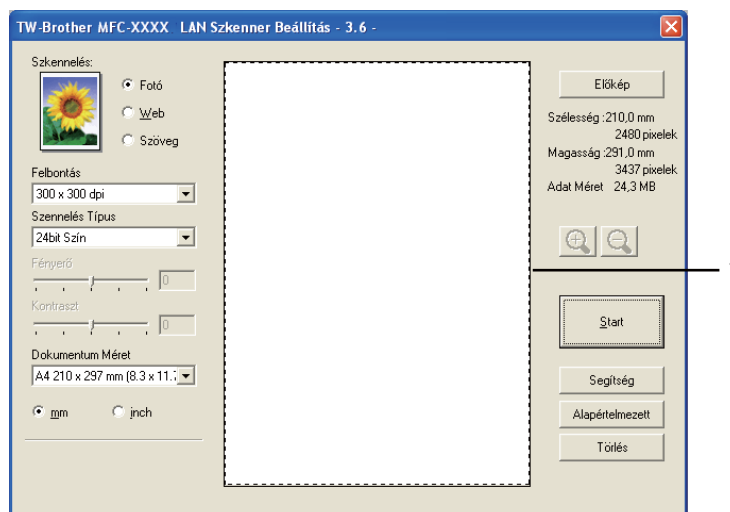 TW-Brother MFC-XXXX LAN Szkenner Beállítás - 3.6 -
Szkennelés:
Fotó
Web
Szöveg
Felbontás
300 x 300 dpi
Szennelés Típus
24bit Szín
Fényerő
0
Kontraszt
0
Dokumentum Méret
A4 210 x 297 mm (8.3 x 11.7
mm
inch
Előkép
Szélesség :210,0 mm
2480 pixelek
Magasság :291,0 mm
3437 pixelek
Adat Méret 24,3 MB
Start
Segítség
Alapértelmezett
Törlés